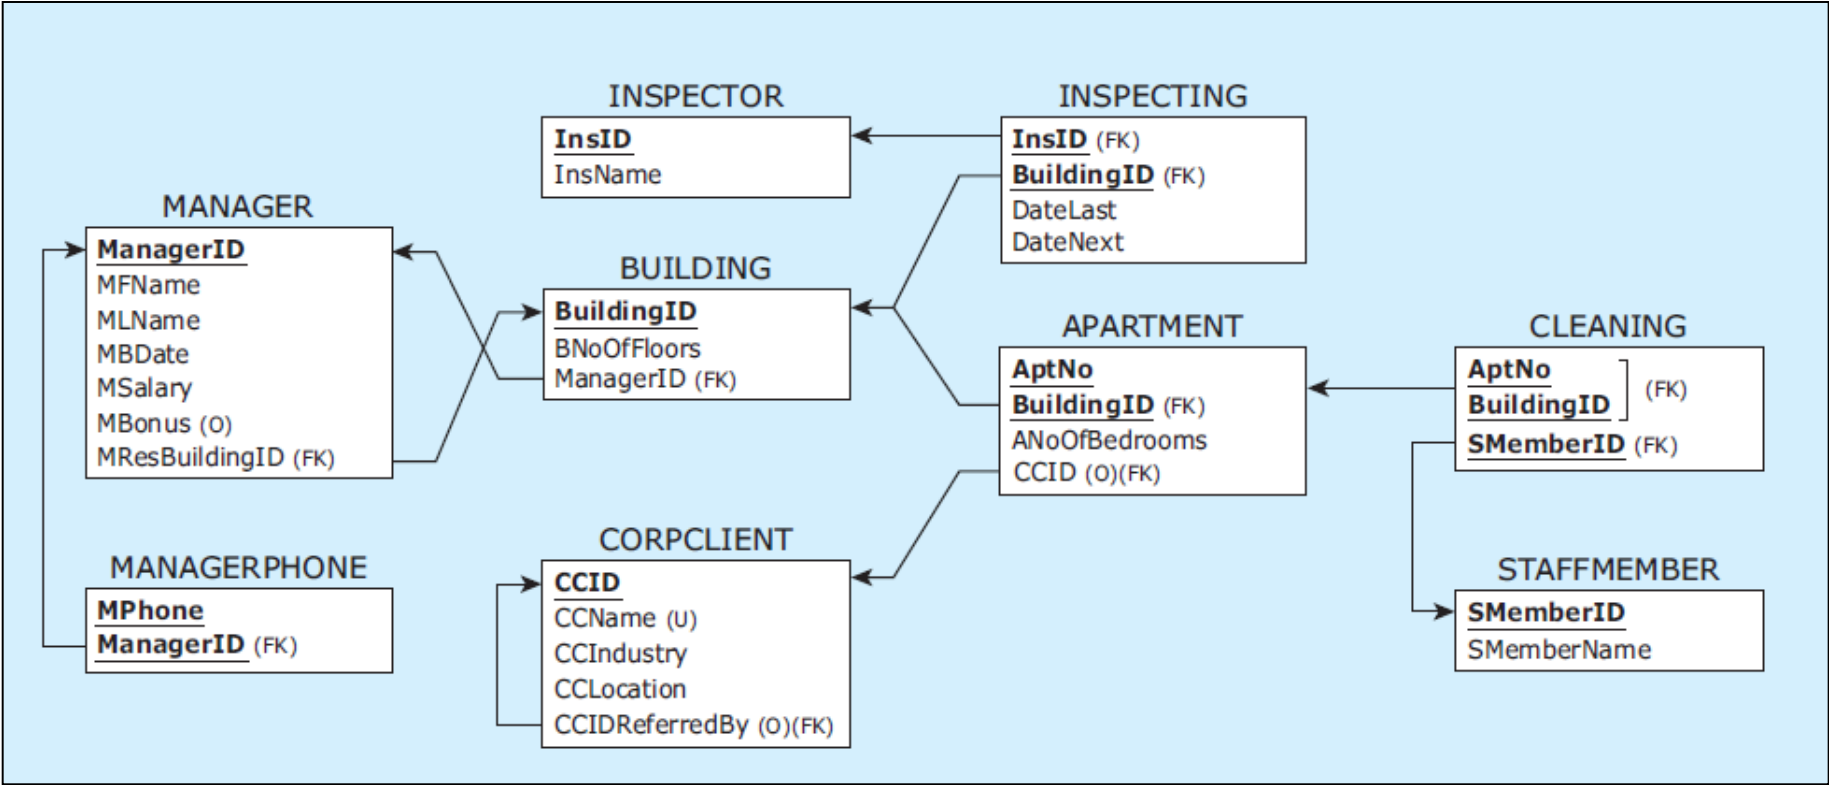 INSPECTOR
InsID
InsName
INSPECTING
InsID (FK)
BuildingID (FK)
DateLast
DateNext
MANAGER
ManagerID
MFName
MLName
MBDate
MSalary
MBonus (O)
MResBuildingID (FK)
BUILDING
BuildingID
BNoOfFloors
ManagerID (FK)
APARTMENT
AptNo
BuildingID (FK)
ANoOfBedrooms
CCID (O)(FK)
CLEANING
AptNo
BuildingID
(FK)
SMemberID (FK)
MANAGERPHONE
MPhone
ManagerID (FK)
CORPCLIENT
CCID
CCName (U)
CCIndustry
CCLocation
CCIDReferredBy (O)(FK)
STAFFMEMBER
SMemberID
SMemberName